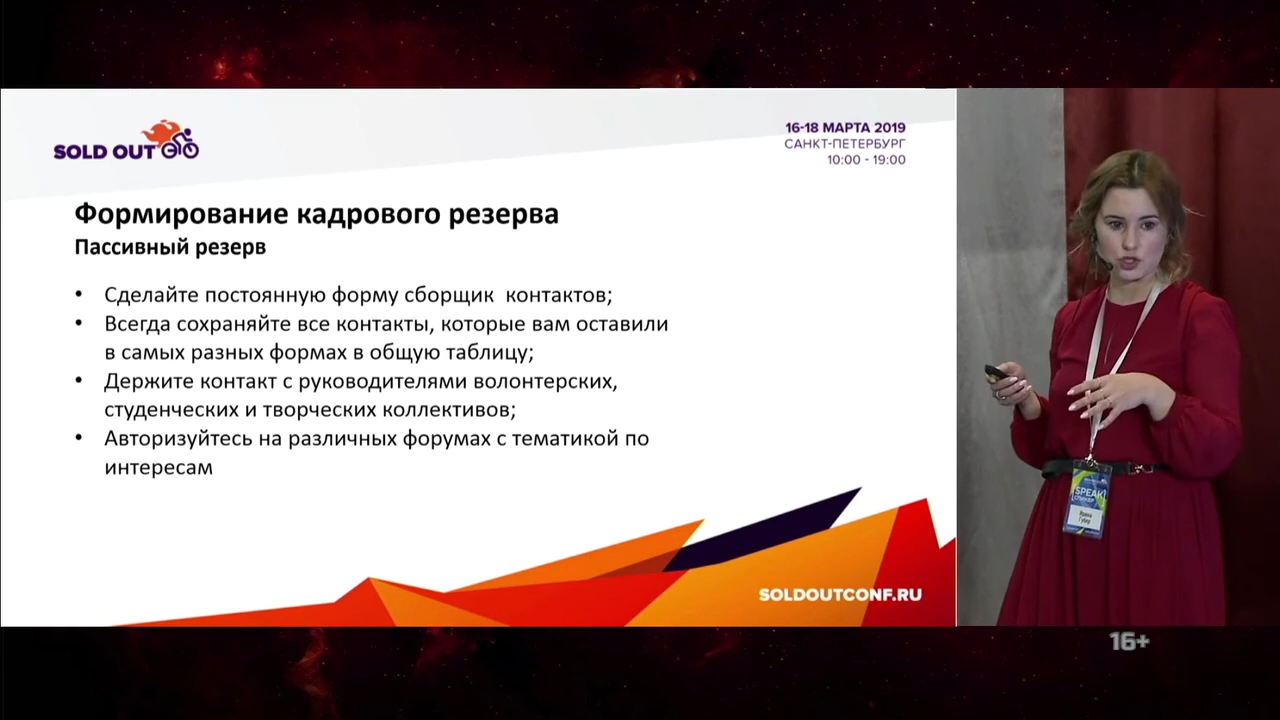 SOLD OUT
16-18 МАРТА 2019
САНКТ-ПЕТЕРБУРГ
10:00 - 19:00
Формирование кадрового резерва
Пассивный резерв
• Сделайте постоянную форму сборщик  контактов;
• Всегда сохраняйте все контакты, которые вам оставили
в самых разных формах в общую таблицу;
• Держите контакт с руководителями волонтерских,
студенческих и творческих коллективов;
• Авторизуйтесь на различных форумах с тематикой по
интересам
SOLDOUTCONF.RU
SPEAK
СПИКЕР
16+